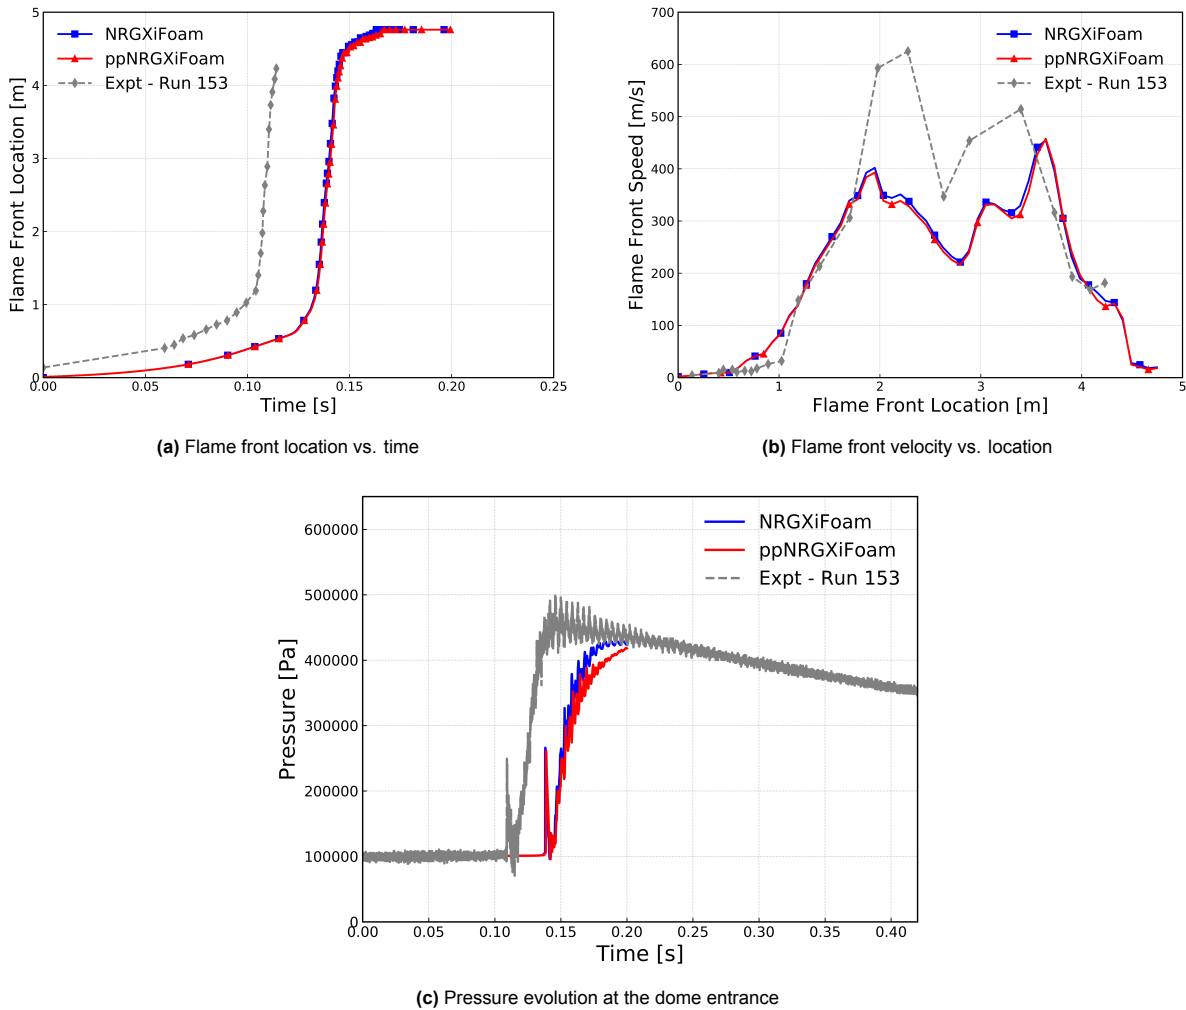 NRGXiFoam
ppNRGXiFoam
Expt - Run 153
Flame Front Location [m]
5
4
3
2
1
0
0.00
0.05
0.10
0.15
0.20
0.25
Time [s]
(a) Flame front location vs. time
NRGXiFoam
ppNRGXiFoam
Expt - Run 153
Flame Front Speed [m/s]
700
600
500
400
300
200
100
0
0
1
2
3
4
5
Flame Front Location [m]
(b) Flame front velocity vs. location
NRGXiFoam
ppNRGXiFoam
Expt - Run 153
Pressure [Pa]
600000
500000
400000
300000
200000
100000
0
0.00
0.05
0.10
0.15
0.20
0.25
0.30
0.35
0.40
Time [s]
(c) Pressure evolution at the dome entrance